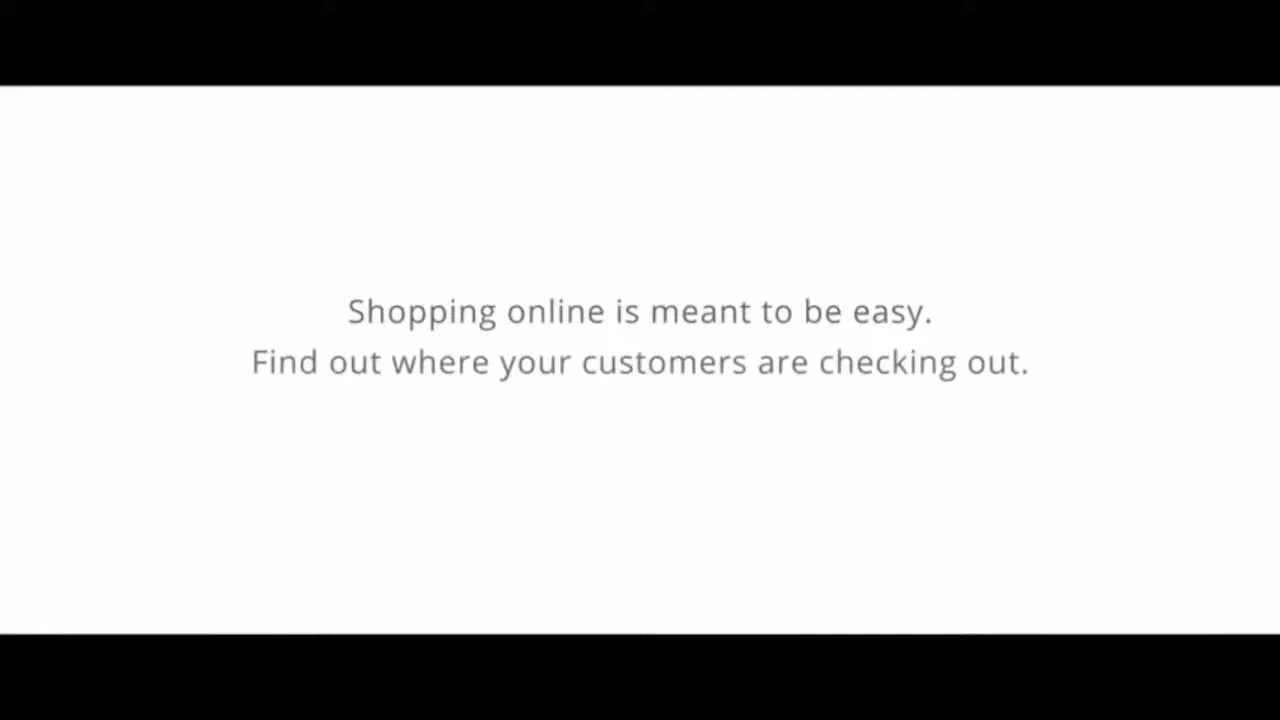 Shopping online is meant to be easy.
Find out where your customers are checking out.